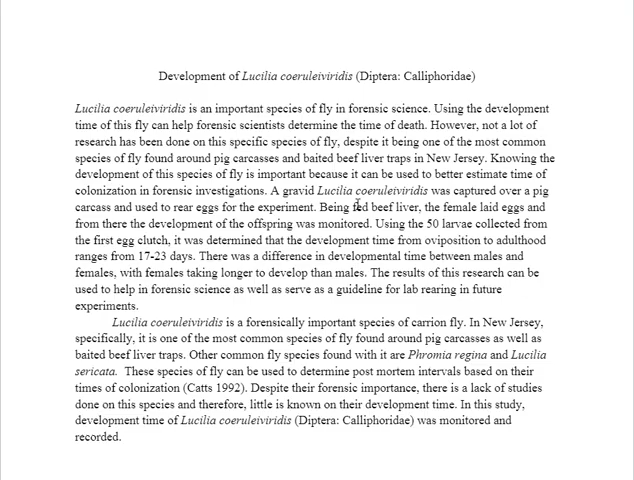 Development of Lucilia coeruleiviridis (Diptera: Calliphoridae)
Lucilia coeruleiviridis is an important species of fly in forensic science. Using the development
time of this fly can help forensic scientists determine the time of death. However, not a lot of
research has been done on this specific species of fly, despite it being one of the most common
species of fly found around pig carcasses and baited beef liver traps in New Jersey. Knowing the
development of this species of fly is important because it can be used to better estimate time of
colonization in forensic investigations. A gravid Lucilia coeruleiviridis was captured over a pig
carcass and used to rear eggs for the experiment. Being fed beef liver, the female laid eggs and
from there the development of the offspring was monitored. Using the 50 larvae collected from
the first egg clutch, it was determined that the development time from oviposition to adulthood
ranges from 17-23 days. There was a difference in developmental time between males and
females, with females taking longer to develop than males. The results of this research can be
used to help in forensic science as well as serve as a guideline for lab rearing in future
experiments.
Lucilia coeruleiviridis is a forensically important species of carrion fly. In New Jersey,
specifically, it is one of the most common species of fly found around pig carcasses as well as
baited beef liver traps. Other common fly species found with it are Phromia regina and Lucilia
sericata. These species of fly can be used to determine post mortem intervals based on their
times of colonization (Catts 1992). Despite their forensic importance, there is a lack of studies
done on this species and therefore, little is known on their development time. In this study,
development time of Lucilia coeruleiviridis (Diptera: Calliphoridae) was monitored and
recorded.